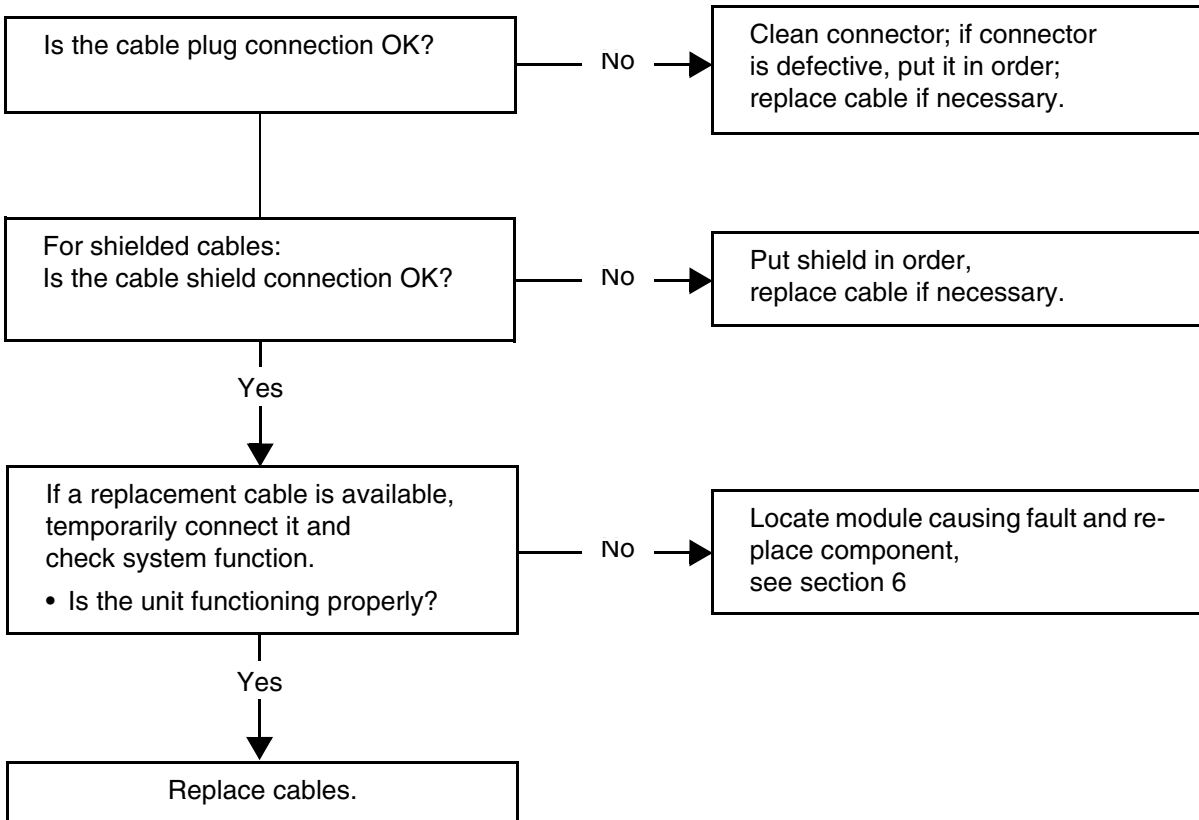 Is the cable plug connection OK?
No
Clean connector; if connector
is defective, put it in order;
replace cable if necessary.
For shielded cables:
Is the cable shield connection OK?
No
Put shield in order,
replace cable if necessary.
Yes
If a replacement cable is available,
temporarily connect it and
check system function.
• Is the unit functioning properly?
No
Locate module causing fault and re-
place component,
see section 6
Yes
Replace cables.